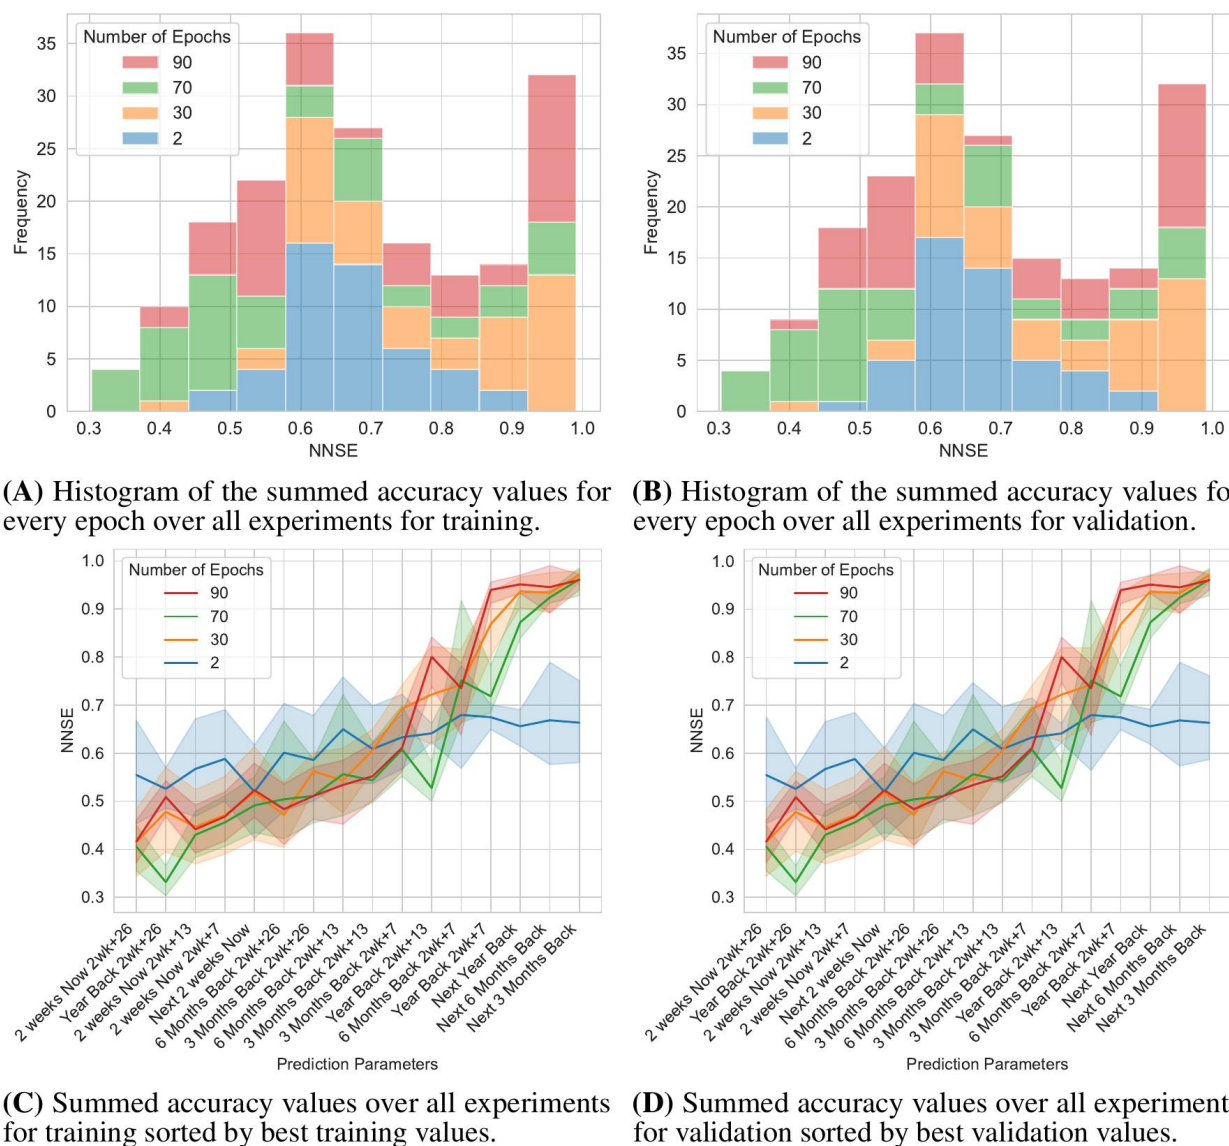 Number of Epochs
90
70
30
2
35
30
25
20
15
10
5
0
Frequency
0.3 0.4 0.5 0.6 0.7 0.8 0.9 1.0
NNSE
(A) Histogram of the summed accuracy values for
every epoch over all experiments for training.
Number of Epochs
90
70
30
2
35
30
25
20
15
10
5
0
Frequency
0.3 0.4 0.5 0.6 0.7 0.8 0.9 1.0
NNSE
(B) Histogram of the summed accuracy values fo
every epoch over all experiments for validation.
Number of Epochs
90
70
30
2
1.0
0.9
0.8
0.7
0.6
0.5
0.4
0.3
NNSE
2 weeks Now 2wk+26
Year Back 2wk+26
2 weeks Now 2wk+13
2 weeks Now 2wk+7
Next 2 weeks Now
6 Months Back 2wk+26
3 Months Back 2wk+26
6 Months Back 2wk+13
3 Months Back 2wk+13
3 Months Back 2wk+7
Year Back 2wk+13
6 Months Back 2wk+7
Year Back 2wk+7
Next Year Back
Next 6 Months Back
Next 3 Months Back
Prediction Parameters
(C) Summed accuracy values over all experiments
for training sorted by best training values.
Number of Epochs
90
70
30
2
1.0
0.9
0.8
0.7
0.6
0.5
0.4
0.3
NNSE
2 weeks Now 2wk+26
Year Back 2wk+26
2 weeks Now 2wk+13
2 weeks Now 2wk+7
Next 2 weeks Now
6 Months Back 2wk+26
3 Months Back 2wk+26
6 Months Back 2wk+13
3 Months Back 2wk+13
3 Months Back 2wk+7
Year Back 2wk+13
6 Months Back 2wk+7
Year Back 2wk+7
Next Year Back
Next 6 Months Back
Next 3 Months Back
Prediction Parameters
(D) Summed accuracy values over all experiment
for validation sorted by best validation values.